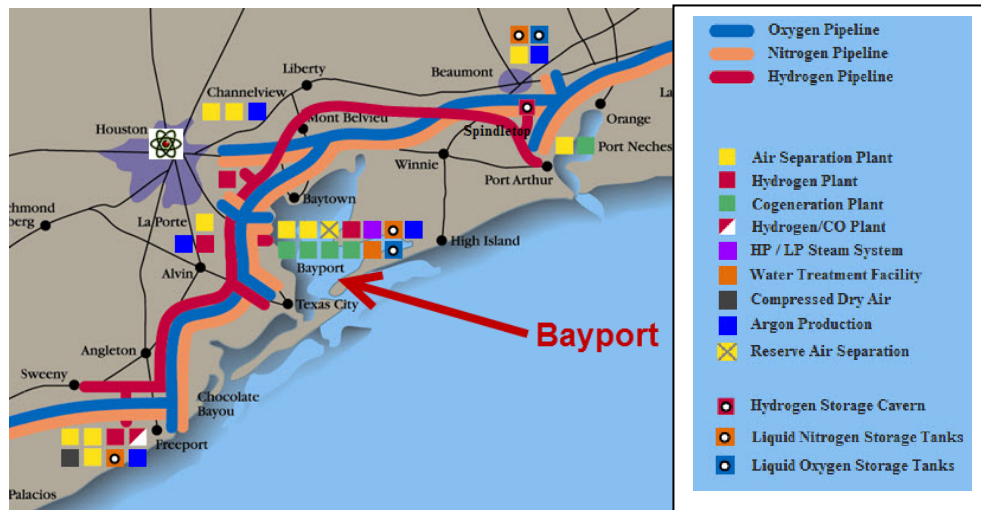 Beaumont
Liberty
Channelview
Houston
Mont Belvieu
Spindletop
Orange
La
Port Neches
Winnie
Port Arthur
chmond
berg
La Porte
Baytown
High Island
Alvin
Bayport
Texas City
Bayport
Angleton
Sweeny
Chocolate
Bayou
Freeport
Palacios
Oxygen Pipeline
Nitrogen Pipeline
Hydrogen Pipeline
Air Separation Plant
Hydrogen Plant
Cogeneration Plant
Hydrogen/CO Plant
HP / LP Steam System
Water Treatment Facility
Compressed Dry Air
Argon Production
Reserve Air Separation
Hydrogen Storage Cavern
Liquid Nitrogen Storage Tanks
Liquid Oxygen Storage Tanks